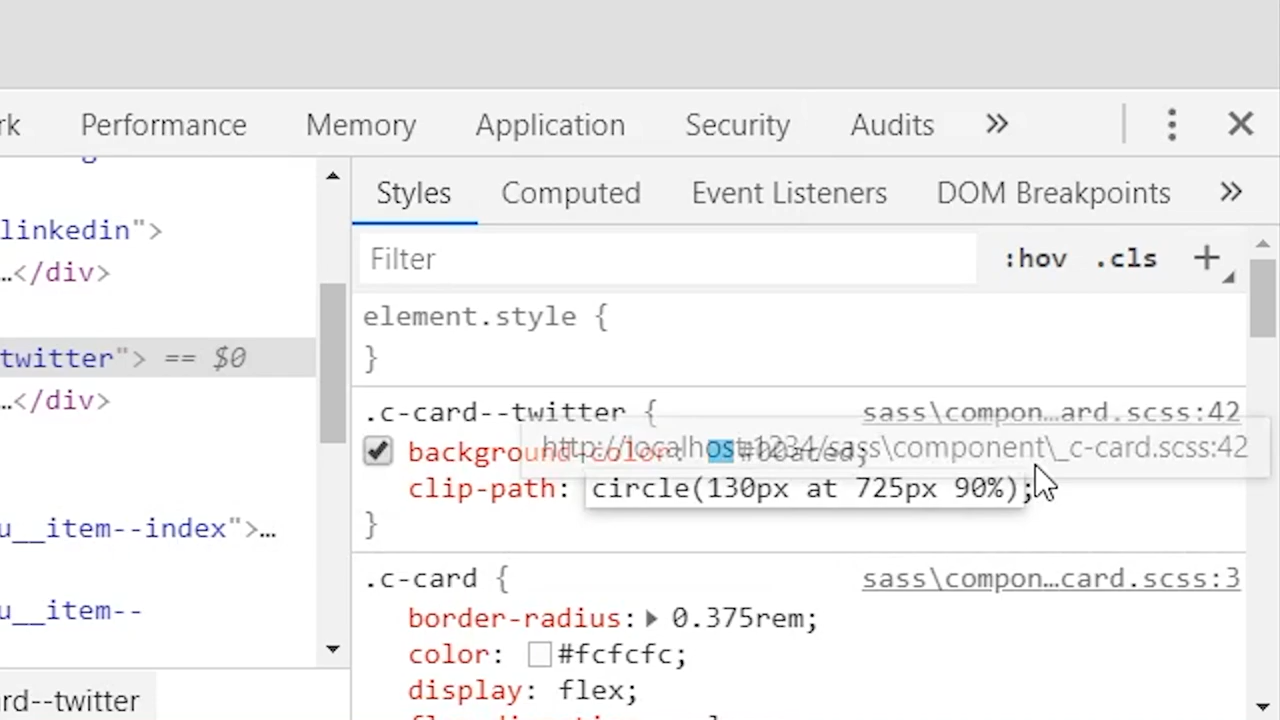 rk Performance Memory Application Security Audits »
linkedin">
…</div>
twitter"> == $0
…</div>
u__item--index">…
u__item--
rd--twitter
Styles Computed Event Listeners DOM Breakpoints »
Filter :hov .cls +
element.style {
}
.c-card--twitter { sass\compon…ard.scss:42
http://localhost:1234/sass\component\_c-card.scss:42
background-color: #00aced;
clip-path: circle(130px at 725px 90%);
}
.c-card { sass\compon…card.scss:3
border-radius: 0.375rem;
color: #fcfcfc;
display: flex;